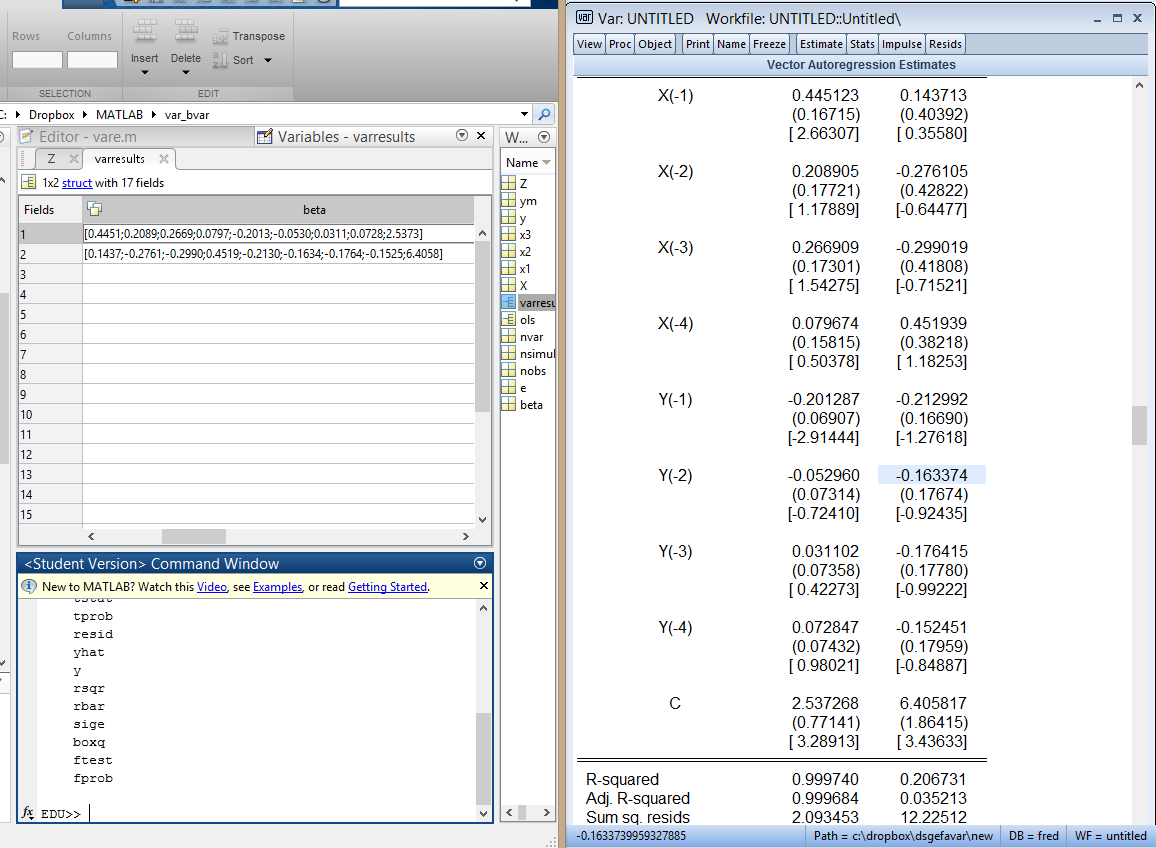 Rows Columns
Insert Delete Transpose Sort
SELECTION EDIT
C: Dropbox MATLAB var_bvar
Editor - vare.m Variables - varresults
Z varresults
1x2 struct with 17 fields
Fields beta
1 [0.4451;0.2089;0.2669;0.0797;-0.2013;-0.0530;0.0311;0.0728;2.5373]
2 [0.1437;-0.2761;-0.2990;0.4519;-0.2130;-0.1634;-0.1764;-0.1525;6.4058]
3
4
5
6
7
8
9
10
11
12
13
14
15
W...
Name
Z
ym
y
x3
x2
x1
X
varresu
ols
nvar
nsimul
nobs
e
beta
<Student Version> Command Window
New to MATLAB? Watch this Video, see Examples, or read Getting Started.
tstat
tprob
resid
yhat
y
rsqr
rbar
sige
boxq
ftest
fprob
fx EDU>>
var Var: UNTITLED Workfile: UNTITLED::Untitled\
View Proc Object Print Name Freeze Estimate Stats Impulse Resids
Vector Autoregression Estimates
X(-1) 0.445123 0.143713
(0.16715) (0.40392)
[ 2.66307] [ 0.35580]
X(-2) 0.208905 -0.276105
(0.17721) (0.42822)
[ 1.17889] [-0.64477]
X(-3) 0.266909 -0.299019
(0.17301) (0.41808)
[ 1.54275] [-0.71521]
X(-4) 0.079674 0.451939
(0.15815) (0.38218)
[ 0.50378] [ 1.18253]
Y(-1) -0.201287 -0.212992
(0.06907) (0.16690)
[-2.91444] [-1.27618]
Y(-2) -0.052960 -0.163374
(0.07314) (0.17674)
[-0.72410] [-0.92435]
Y(-3) 0.031102 -0.176415
(0.07358) (0.17780)
[ 0.42273] [-0.99222]
Y(-4) 0.072847 -0.152451
(0.07432) (0.17959)
[ 0.98021] [-0.84887]
C 2.537268 6.405817
(0.77141) (1.86415)
[ 3.28913] [ 3.43633]
R-squared 0.999740 0.206731
Adj. R-squared 0.999684 0.035213
Sum sq. resids 2.093453 12.22512
-0.1633739959327885 Path = c:\dropbox\dsgefavar\new DB = fred WF = untitled